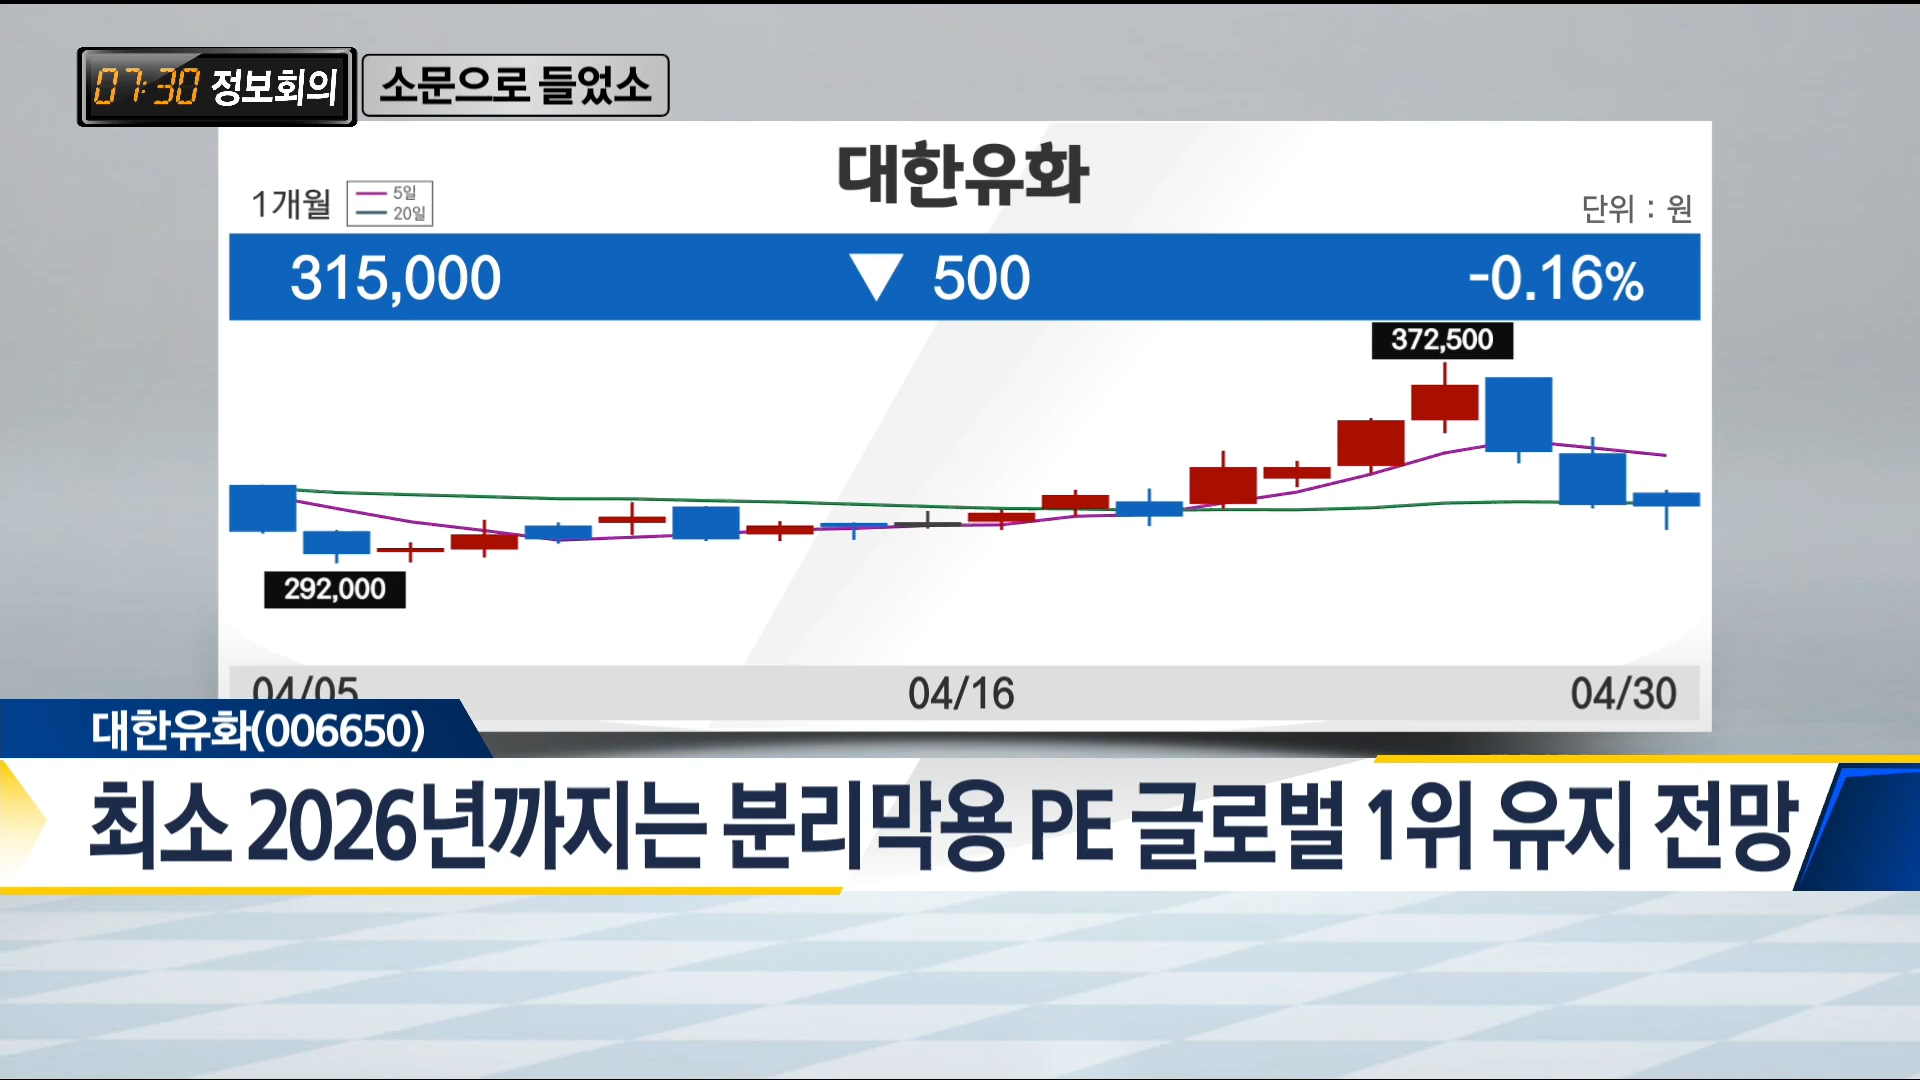 07:30 정보회의
소문으로 들었소
대한유화
1개월
5일
20일
단위 : 원
315,000 ▼ 500 -0.16%
372,500
292,000
04/05 04/16 04/30
대한유화(006650)
최소 2026년까지는 분리막용 PE 글로벌 1위 유지 전망